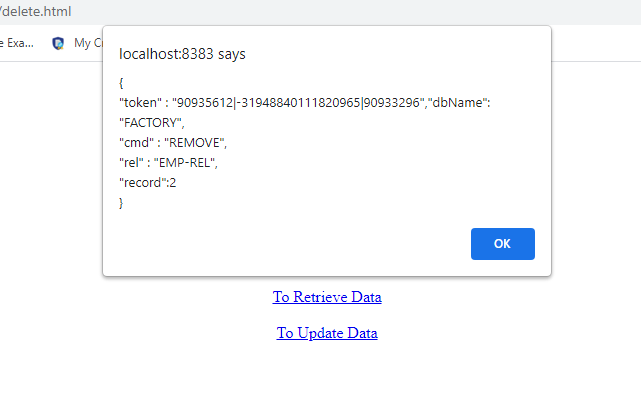 /delete.html
e Exa...
My C
localhost:8383 says
{
"token" : "90935612|-31948840111820965|90933296","dbName":
"FACTORY",
"cmd" : "REMOVE",
"rel" : "EMP-REL",
"record":2
}
OK
To Retrieve Data
To Update Data